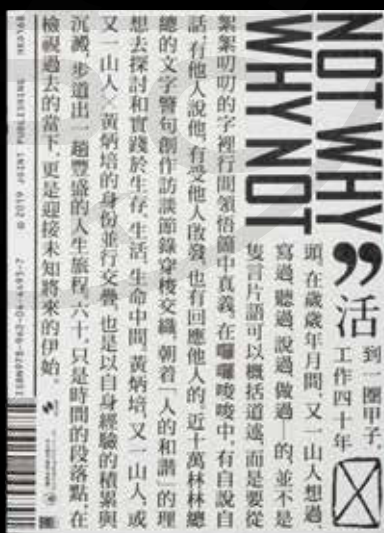 NOT WHY
WHY NOT
活
到一圈甲子,
工作四十年
頭,在歲歲年月間,又一山人想過、
寫過、聽過、說過、做過—的,並不是
隻言片語可以概括道述,而是要從
絮絮叨叨的字裡行間領悟箇中真義。在囉囉唆唆中,有自說自
話,有他人說他,有受他人啟發,也有回應他人的。近十萬林林總
總的文字警句創作訪談節錄穿梭交織,朝着「人的和諧」的理
想去探討和實踐於生存、生活、生命中間。黃炳培、又一山人,或
又一山人×黃炳培的身份並行交疊,也是以自身經驗的積累與
沉澱,步道出一趟豐盛的人生旅程。六十,只是時間的段落點,在
檢視過去的當下,更是迎接未知將來的伊始。
© 2019 JOINT PUBLISHING